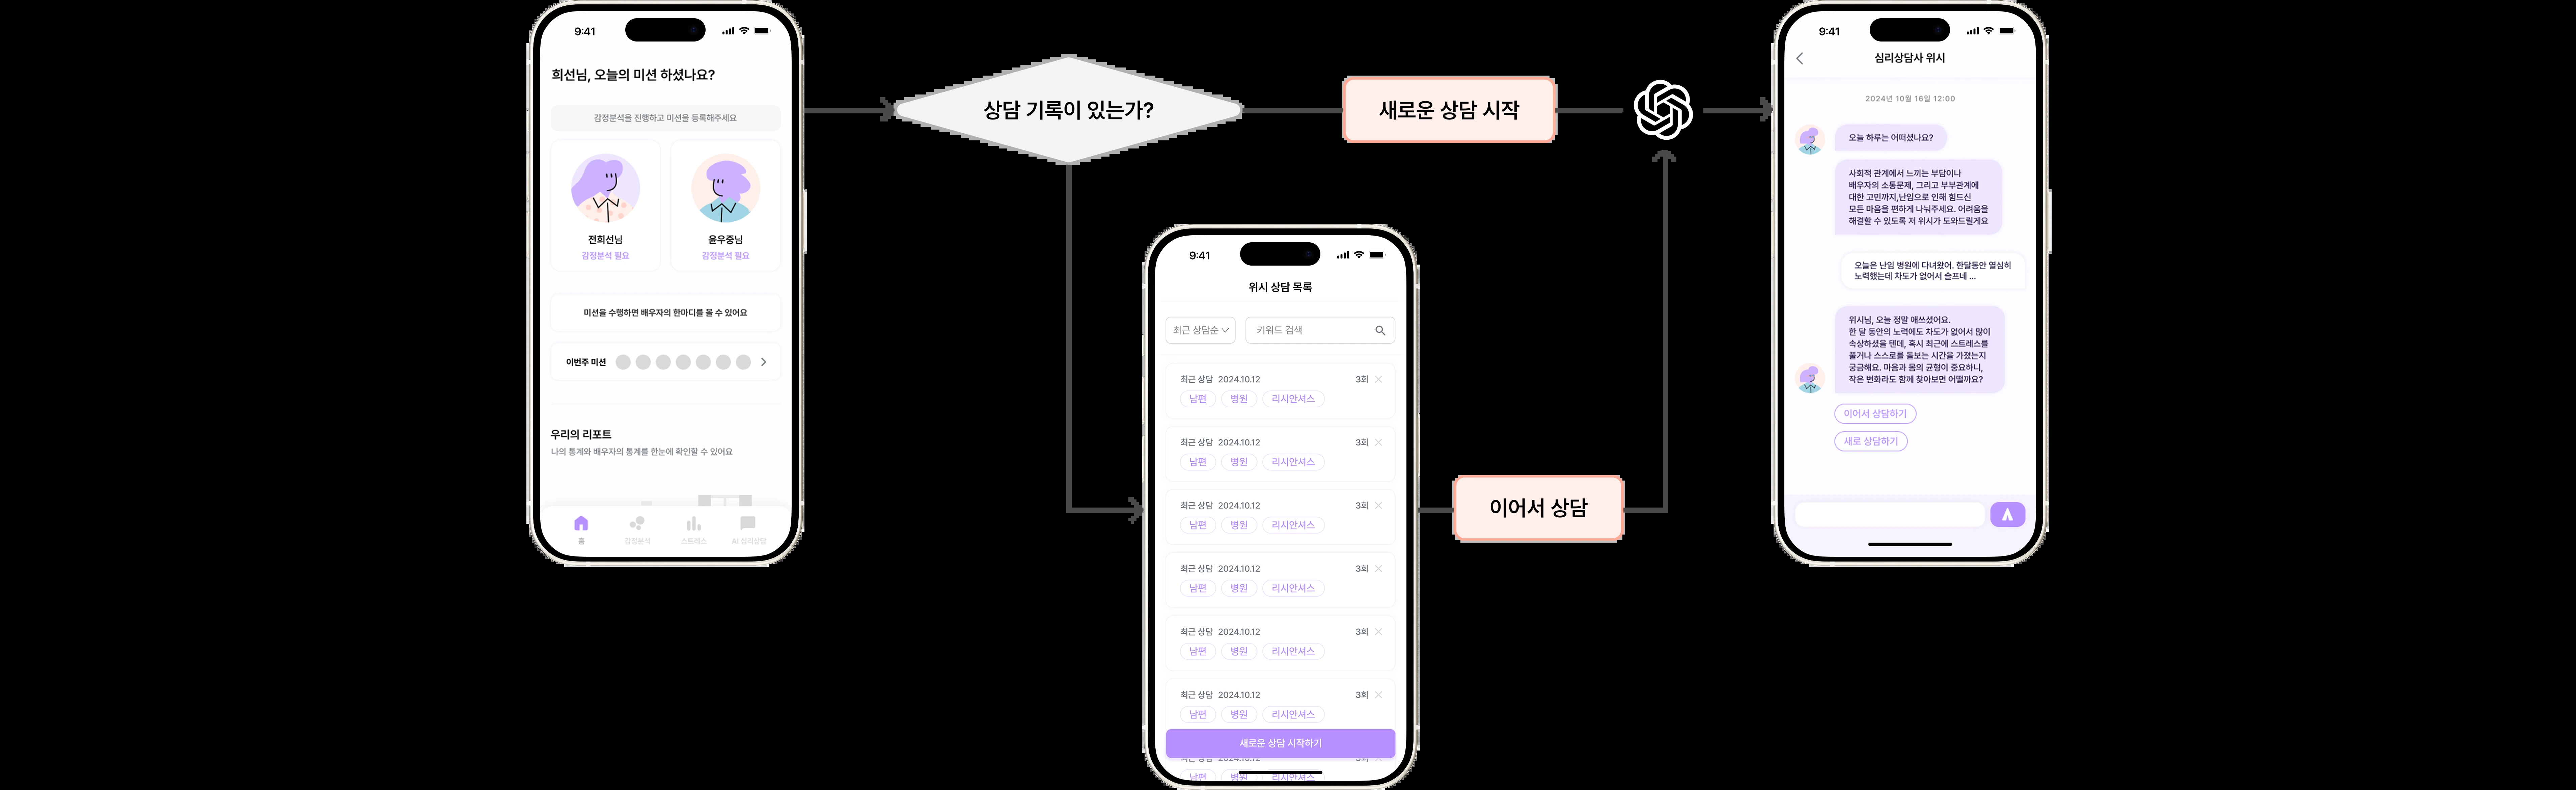 9:41
희선님, 오늘의 미션 하셨나요?
감정분석을 진행하고 미션을 등록해주세요
전희선님
감정분석 필요
윤우중님
감정분석 필요
미션을 수행하면 배우자의 한마디를 볼 수 있어요
이번주 미션
우리의 리포트
나의 통계와 배우자의 통계를 한눈에 확인할 수 있어요
홈
감정분석
스트레스
AI 심리상담
상담 기록이 있는가?
새로운 상담 시작
9:41
위시 상담 목록
최근 상담순
키워드 검색
최근 상담 2024.10.12 3회
남편 병원 리시안셔스
최근 상담 2024.10.12 3회
남편 병원 리시안셔스
최근 상담 2024.10.12 3회
남편 병원 리시안셔스
최근 상담 2024.10.12 3회
남편 병원 리시안셔스
최근 상담 2024.10.12 3회
남편 병원 리시안셔스
최근 상담 2024.10.12 3회
남편 병원 리시안셔스
새로운 상담 시작하기
남편 병원 리시안셔스
이어서 상담
9:41
심리상담사 위시
2024년 10월 16일 12:00
오늘 하루는 어떠셨나요?
사회적 관계에서 느끼는 부담이나
배우자의 소통문제, 그리고 부부관계에
대한 고민까지,난임으로 인해 힘드신
모든 마음을 편하게 나눠주세요. 어려움을
해결할 수 있도록 저 위시가 도와드릴게요
오늘은 난임 병원에 다녀왔어. 한달동안 열심히
노력했는데 차도가 없어서 슬프네 ...
위시님, 오늘 정말 애쓰셨어요.
한 달 동안의 노력에도 차도가 없어서 많이
속상하셨을 텐데, 혹시 최근에 스트레스를
풀거나 스스로를 돌보는 시간을 가졌는지
궁금해요. 마음과 몸의 균형이 중요하니,
작은 변화라도 함께 찾아보면 어떨까요?
이어서 상담하기
새로 상담하기